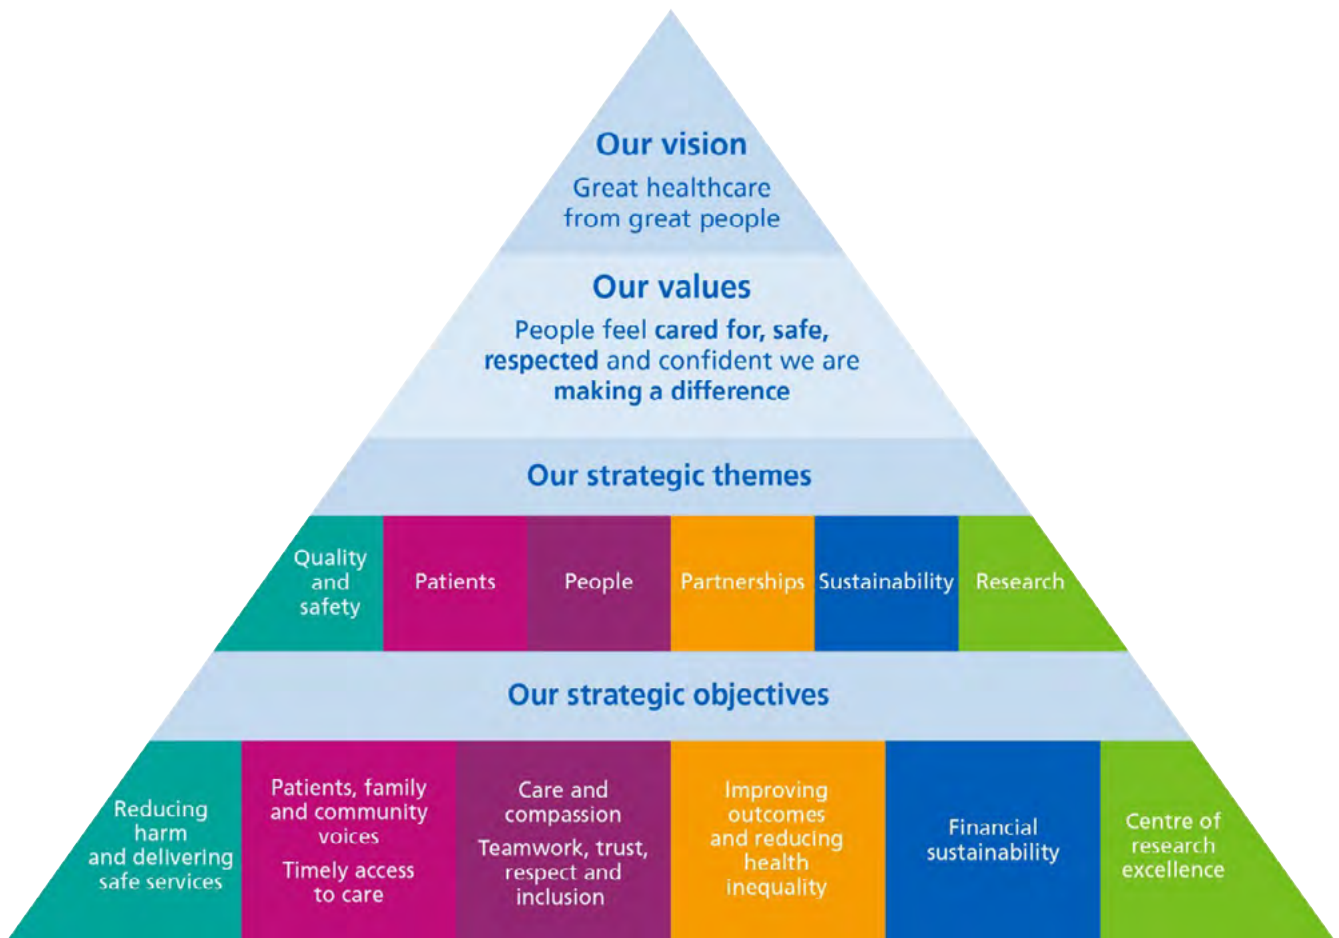 Our vision
Great healthcare
from great people
Our values
People feel cared for, safe,
respected and confident we are
making a difference
Our strategic themes
Quality
and
safety
Patients
People
Partnerships
Sustainability
Research
Our strategic objectives
Reducing
harm
and delivering
safe services
Patients, family
and community
voices
Timely access
to care
Care and
compassion
Teamwork, trust,
respect and
inclusion
Improving
outcomes
and reducing
health
inequality
Financial
sustainability
Centre of
research
excellence